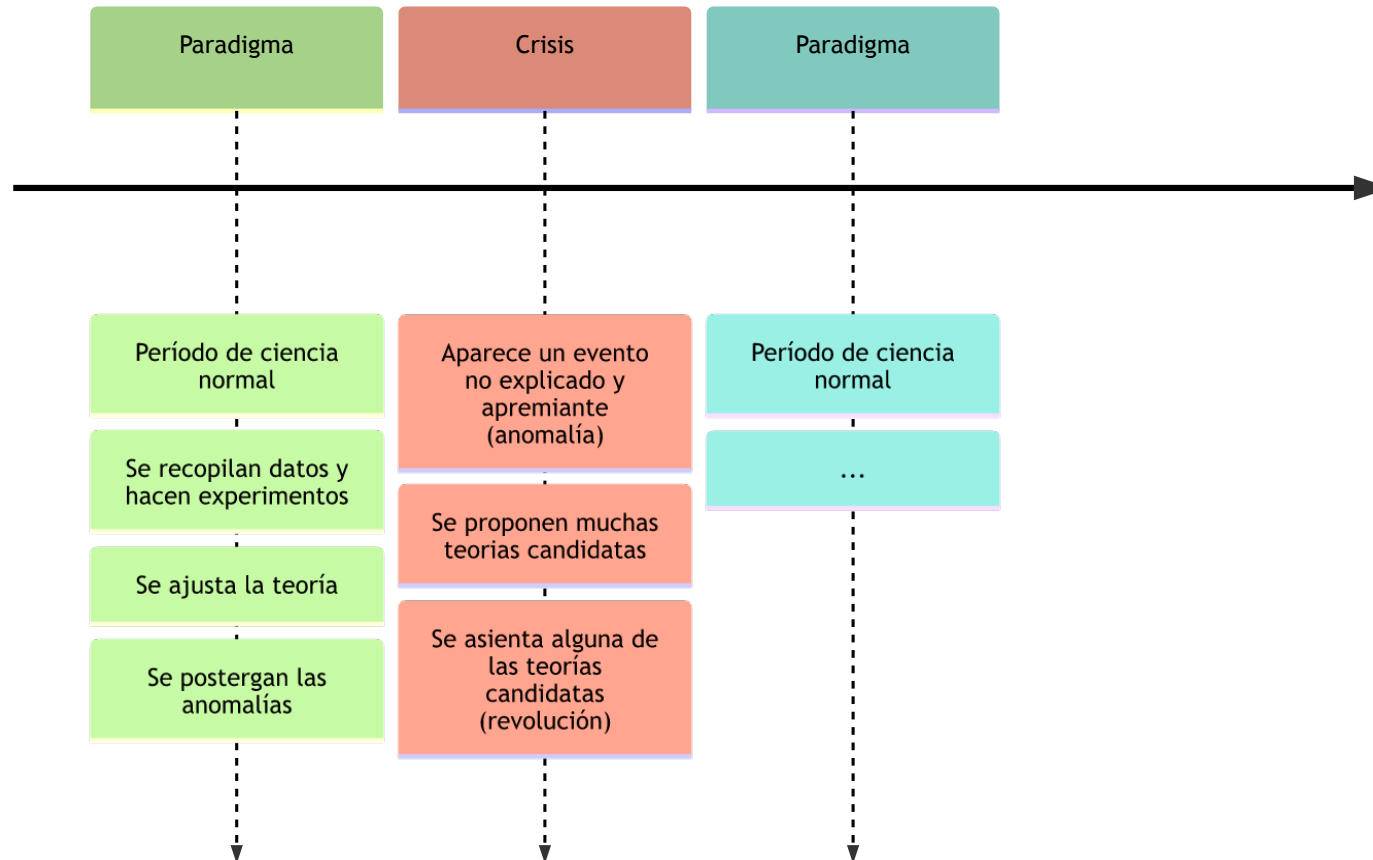 Paradigma
Crisis
Paradigma
Período de ciencia
normal
Se recopilan datos y
hacen experimentos
Se ajusta la teoría
Se postergan las
anomalías
Aparece un evento
no explicado y
apremiante
(anomalía)
Se proponen muchas
teorias candidatas
Se asienta alguna de
las teorías
candidatas
(revolución)
Período de ciencia
normal
...